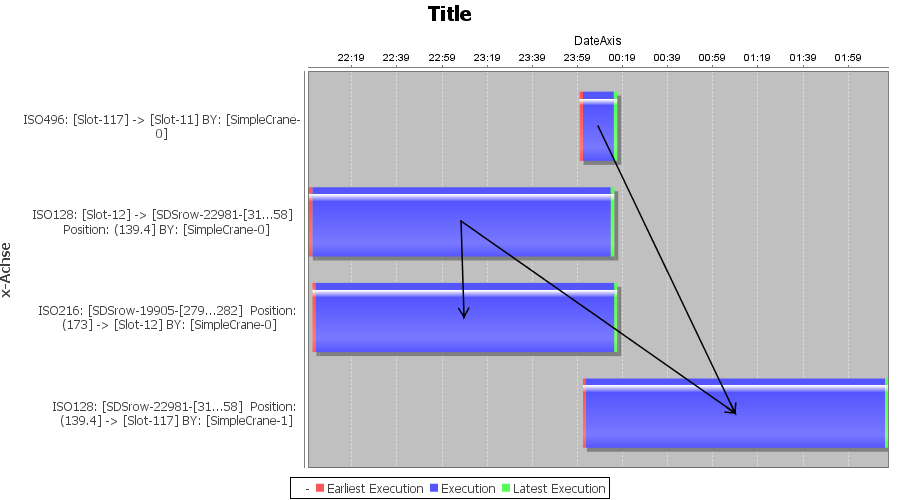 Title
DateAxis
22:19 22:39 22:59 23:19 23:39 23:59 00:19 00:39 00:59 01:19 01:39 01:59
x-Achse
ISO496: [Slot-117] -> [Slot-11] BY: [SimpleCrane-
0]
ISO128: [Slot-12] -> [SDSrow-22981-[31...58]
Position: (139.4] BY: [SimpleCrane-0]
ISO216: [SDSrow-19905-[279...282] Position:
(173] -> [Slot-12] BY: [SimpleCrane-0]
ISO128: [SDSrow-22981-[31...58] Position:
(139.4] -> [Slot-117] BY: [SimpleCrane-1]
- Earliest Execution Execution Latest Execution